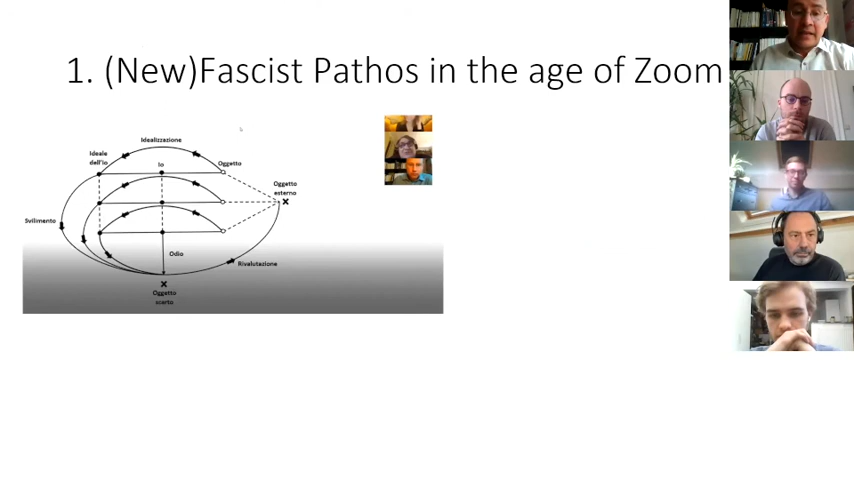 1. (New)Fascist Pathos in the age of Zoom
Idealizzazione
Ideale
dell'io
Io
Oggetto
Oggetto
esterno
Svilimento
Odio
Rivalutazione
Oggetto
scarto